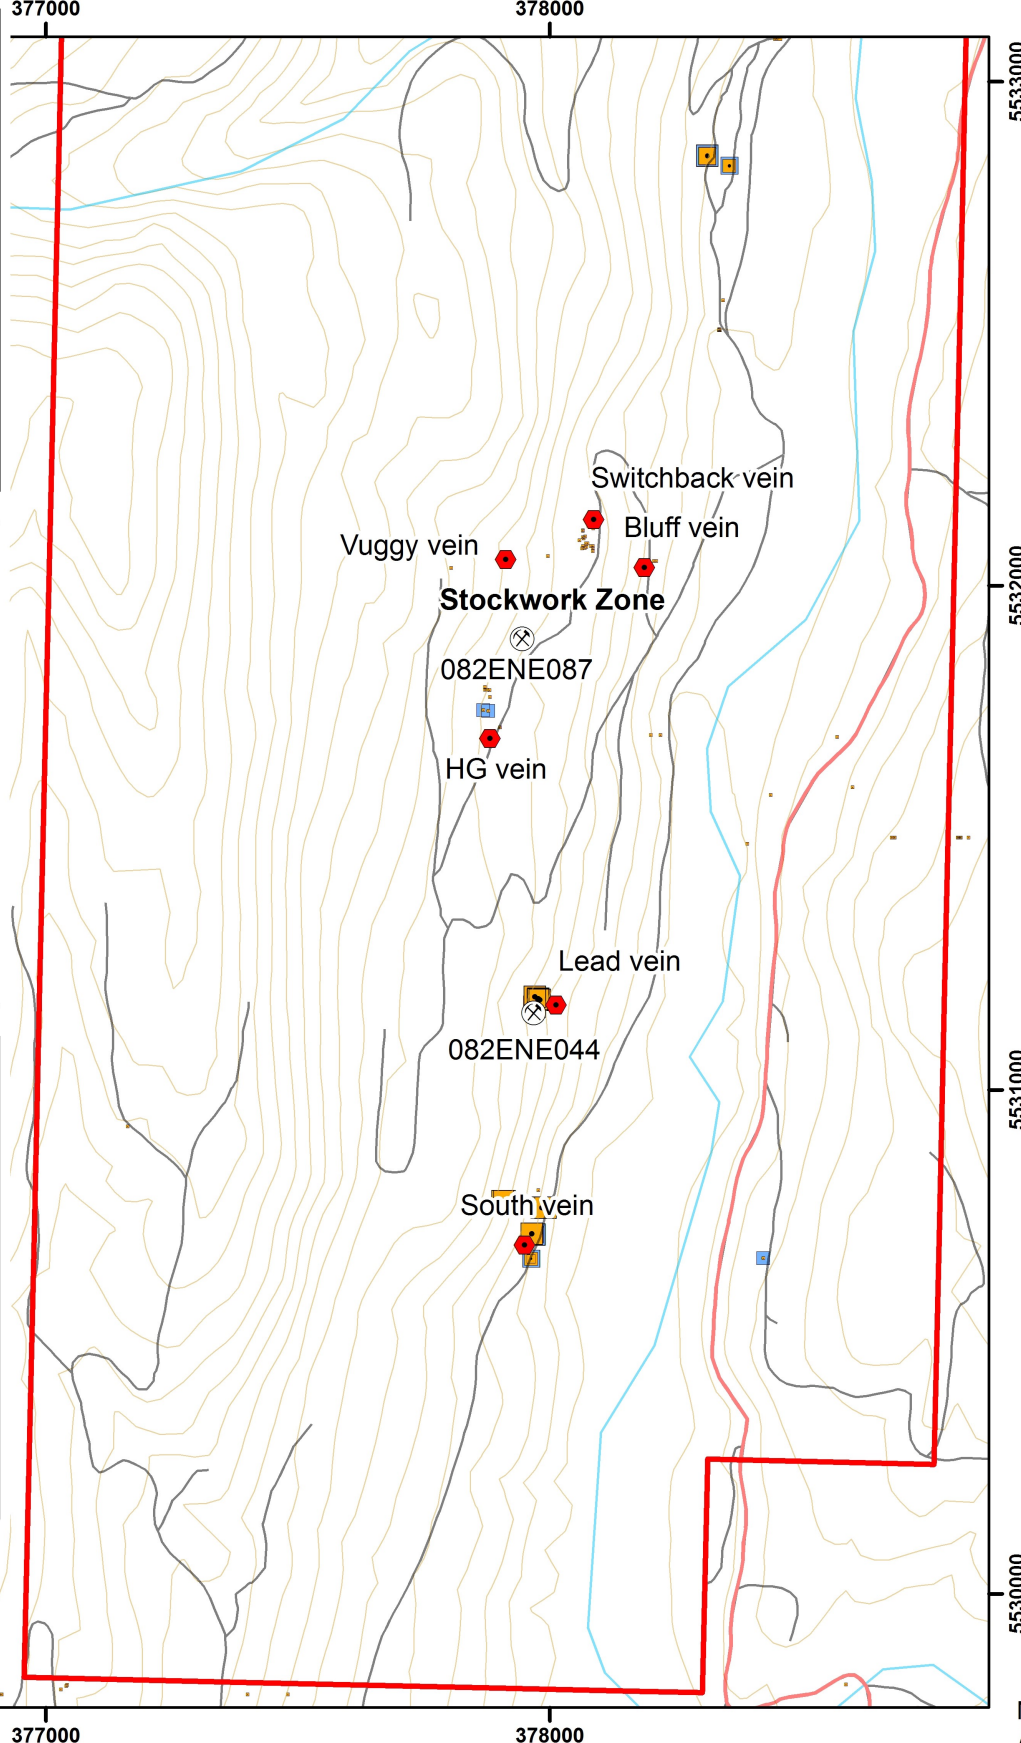 377000
378000
5533000
Switchback vein
Bluff vein
Vuggy vein
5532000
Stockwork Zone
082ENE087
HG vein
Lead vein
082ENE044
5531000
South vein
5530000
377000
378000